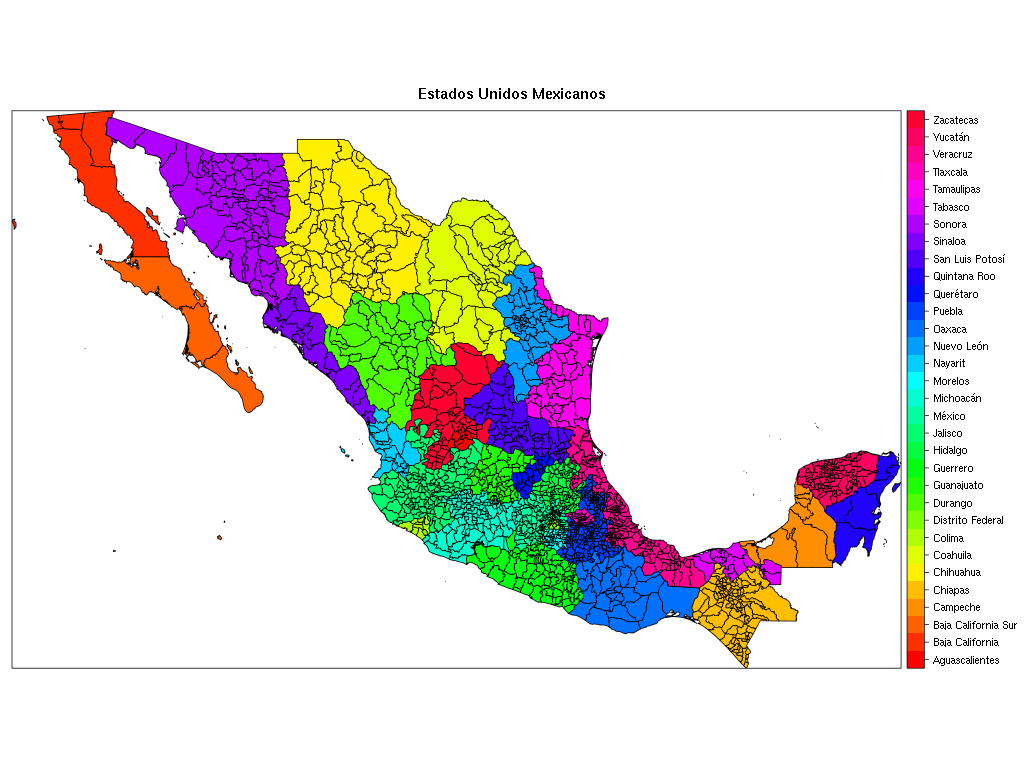 Estados Unidos Mexicanos
Zacatecas
Yucatán
Veracruz
Tlaxcala
Tamaulipas
Tabasco
Sonora
Sinaloa
San Luis Potosí
Quintana Roo
Querétaro
Puebla
Oaxaca
Nuevo León
Nayarit
Morelos
Michoacán
México
Jalisco
Hidalgo
Guerrero
Guanajuato
Durango
Distrito Federal
Colima
Coahuila
Chihuahua
Chiapas
Campeche
Baja California Sur
Baja California
Aguascalientes